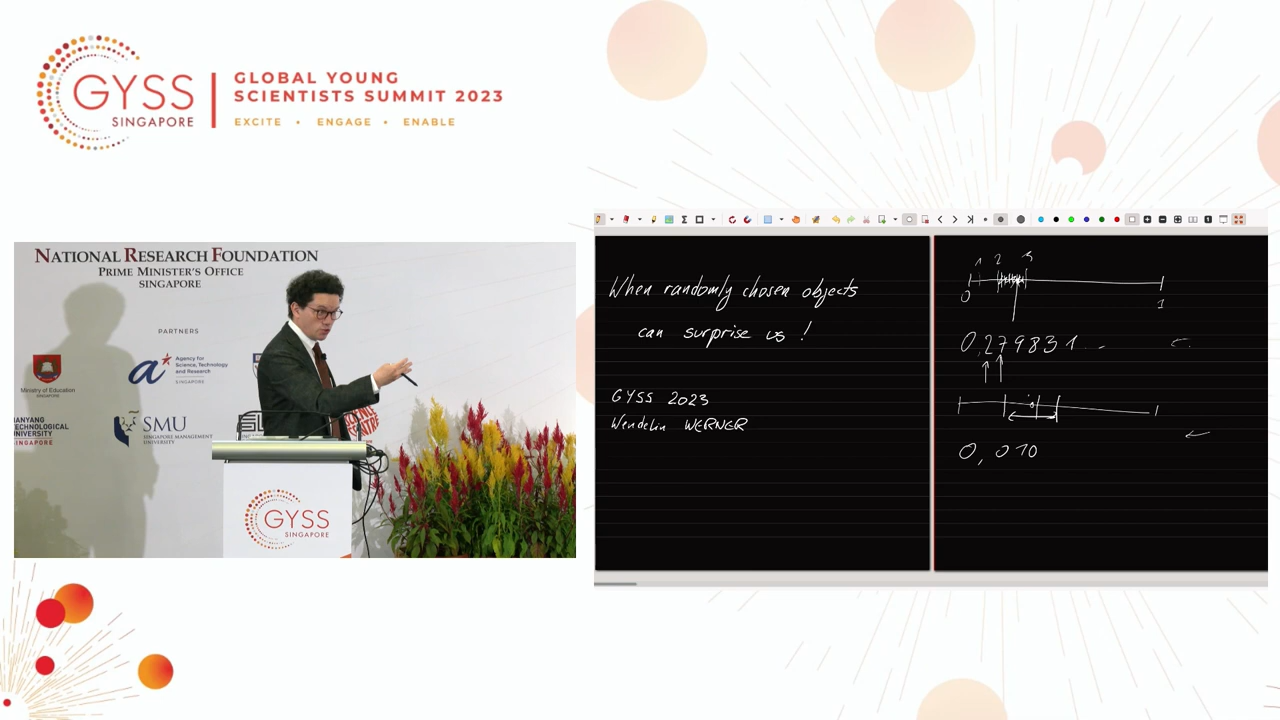 GYSS
SINGAPORE
GLOBAL YOUNG
SCIENTISTS SUMMIT 2023
EXCITE • ENGAGE • ENABLE
NATIONAL RESEARCH FOUNDATION
PRIME MINISTER'S OFFICE
SINGAPORE
PARTNERS
Ministry of Education
SINGAPORE
Agency for
Science, Technology
and Research
SINGAPORE
ANYANG
TECHNOLOGICAL
UNIVERSITY
SINGAPORE
SMU
SINGAPORE MANAGEMENT
UNIVERSITY
CENTRE
GYSS
SINGAPORE
When randomly chosen objects
can surprise us !
GYSS 2023
Wendelin WERNER
1 2 3
0 1
0,279831...
0,010